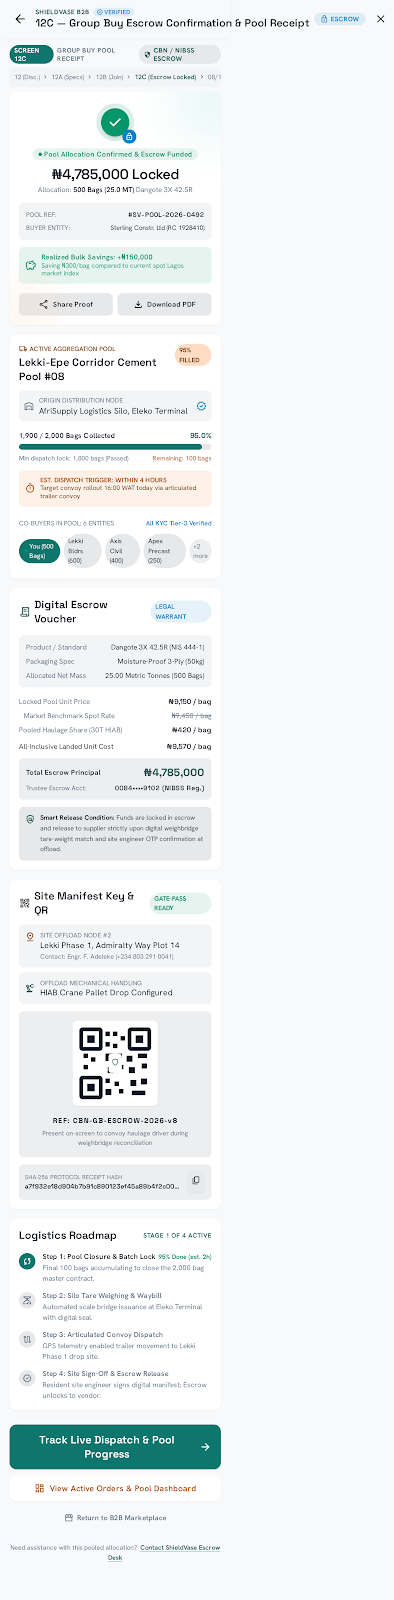 SHIELDVASE B2B VERIFIED
12C — Group Buy Escrow Confirmation & Pool Receipt
ESCROW
SCREEN 12C
GROUP BUY POOL RECEIPT
CBN / NIBSS ESCROW
12 (Disc.) > 12A (Specs) > 12B (Join) > 12C (Escrow Locked) > 08/1
Pool Allocation Confirmed & Escrow Funded
₦4,785,000 Locked
Allocation: 500 Bags (25.0 MT) Dangote 3X 42.5R
POOL REF: #SV-POOL-2026-0492
BUYER ENTITY: Sterling Constr. Ltd (RC 1928410)
Realized Bulk Savings: +₦150,000
Saving ₦300/bag compared to current spot Lagos
market index
Share Proof
Download PDF
ACTIVE AGGREGATION POOL
95% FILLED
Lekki-Epe Corridor Cement
Pool #08
ORIGIN DISTRIBUTION NODE
AfriSupply Logistics Silo, Eleko Terminal
1,900 / 2,000 Bags Collected 95.0%
Min dispatch lock: 1,800 bags (Passed) Remaining: 100 bags
EST. DISPATCH TRIGGER: WITHIN 4 HOURS
Target convoy rollout 16:00 WAT today via articulated
trailer convoy
CO-BUYERS IN POOL: 6 ENTITIES All KYC Tier-3 Verified
You (500 Bags)
Lekki Bldrs (600)
Axis Civil (400)
Apex Precast (250)
+2 more
Digital Escrow
Voucher
LEGAL WARRANT
Product / Standard Dangote 3X 42.5R (NIS 444-1)
Packaging Spec Moisture-Proof 3-Ply (50kg)
Allocated Net Mass 25.00 Metric Tonnes (500 Bags)
Locked Pool Unit Price ₦9,150 / bag
Market Benchmark Spot Rate ₦9,450 / bag
Pooled Haulage Share (30T HIAB) ₦420 / bag
All-Inclusive Landed Unit Cost ₦9,570 / bag
Total Escrow Principal ₦4,785,000
Trustee Escrow Acct: 0084••••9102 (NIBSS Reg.)
Smart Release Condition: Funds are locked in escrow
and release to supplier strictly upon digital weighbridge
tare-weight match and site engineer OTP confirmation at
offload.
Site Manifest Key &
QR
GATE-PASS READY
SITE OFFLOAD NODE #2
Lekki Phase 1, Admiralty Way Plot 14
Contact: Engr. F. Adeleke (+234 803 291 0041)
OFFLOAD MECHANICAL HANDLING
HIAB Crane Pallet Drop Configured
REF: CBN-GB-ESCROW-2026-v8
Present on-screen to convoy haulage driver during
weighbridge reconciliation
SHA-256 PROTOCOL RECEIPT HASH
a7f932e18d904b7b91c890123ef45a89b4f2c00...
Logistics Roadmap STAGE 1 OF 4 ACTIVE
Step 1: Pool Closure & Batch Lock 95% Done (est. 2h)
Final 100 bags accumulating to close the 2,000 bag
master contract.
Step 2: Silo Tare Weighing & Waybill
Automated scale bridge issuance at Eleko Terminal
with digital seal.
Step 3: Articulated Convoy Dispatch
GPS telemetry enabled trailer movement to Lekki
Phase 1 drop site.
Step 4: Site Sign-Off & Escrow Release
Resident site engineer signs digital manifest; Escrow
unlocks to vendor.
Track Live Dispatch & Pool
Progress
View Active Orders & Pool Dashboard
Return to B2B Marketplace
Need assistance with this pooled allocation? Contact ShieldVase Escrow
Desk